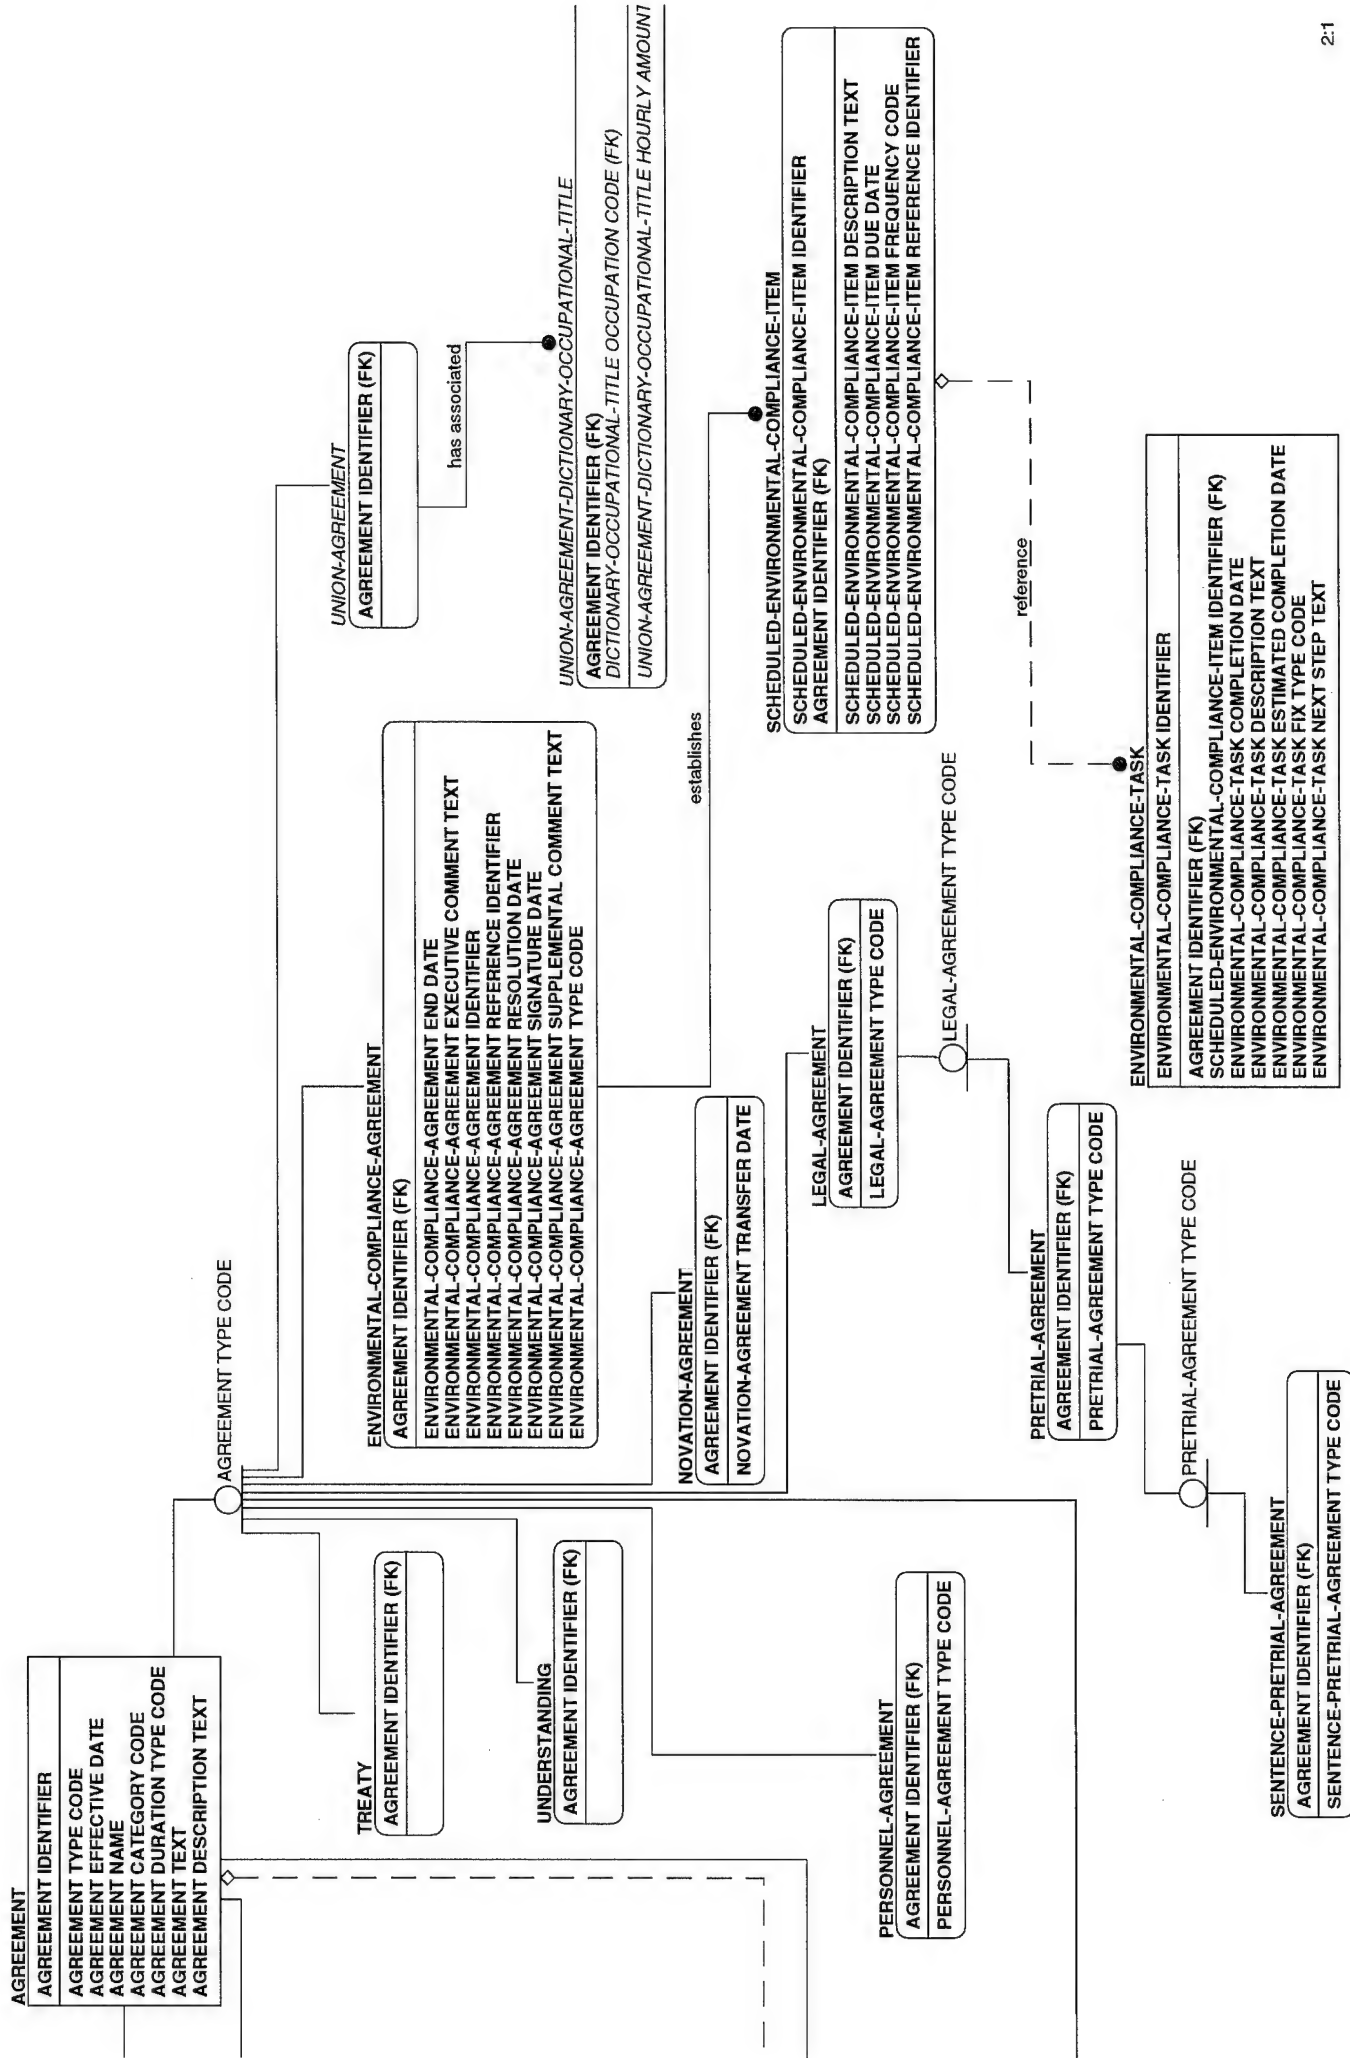 AGREEMENT
AGREEMENT IDENTIFIER
AGREEMENT TYPE CODE
AGREEMENT EFFECTIVE DATE
AGREEMENT NAME
AGREEMENT CATEGORY CODE
AGREEMENT DURATION TYPE CODE
AGREEMENT TEXT
AGREEMENT DESCRIPTION TEXT
AGREEMENT TYPE CODE
TREATY
AGREEMENT IDENTIFIER (FK)
UNDERSTANDING
AGREEMENT IDENTIFIER (FK)
PERSONNEL-AGREEMENT
AGREEMENT IDENTIFIER (FK)
PERSONNEL-AGREEMENT TYPE CODE
UNION-AGREEMENT
AGREEMENT IDENTIFIER (FK)
has associated
UNION-AGREEMENT-DICTIONARY-OCCUPATIONAL-TITLE
AGREEMENT IDENTIFIER (FK)
DICTIONARY-OCCUPATIONAL-TITLE OCCUPATION CODE (FK)
UNION-AGREEMENT-DICTIONARY-OCCUPATIONAL-TITLE HOURLY AMOUNT
ENVIRONMENTAL-COMPLIANCE-AGREEMENT
AGREEMENT IDENTIFIER (FK)
ENVIRONMENTAL-COMPLIANCE-AGREEMENT END DATE
ENVIRONMENTAL-COMPLIANCE-AGREEMENT EXECUTIVE COMMENT TEXT
ENVIRONMENTAL-COMPLIANCE-AGREEMENT IDENTIFIER
ENVIRONMENTAL-COMPLIANCE-AGREEMENT REFERENCE IDENTIFIER
ENVIRONMENTAL-COMPLIANCE-AGREEMENT RESOLUTION DATE
ENVIRONMENTAL-COMPLIANCE-AGREEMENT SIGNATURE DATE
ENVIRONMENTAL-COMPLIANCE-AGREEMENT SUPPLEMENTAL COMMENT TEXT
ENVIRONMENTAL-COMPLIANCE-AGREEMENT TYPE CODE
establishes
SCHEDULED-ENVIRONMENTAL-COMPLIANCE-ITEM
SCHEDULED-ENVIRONMENTAL-COMPLIANCE-ITEM IDENTIFIER
AGREEMENT IDENTIFIER (FK)
SCHEDULED-ENVIRONMENTAL-COMPLIANCE-ITEM DESCRIPTION TEXT
SCHEDULED-ENVIRONMENTAL-COMPLIANCE-ITEM DUE DATE
SCHEDULED-ENVIRONMENTAL-COMPLIANCE-ITEM FREQUENCY CODE
SCHEDULED-ENVIRONMENTAL-COMPLIANCE-ITEM REFERENCE IDENTIFIER
reference
NOVATION-AGREEMENT
AGREEMENT IDENTIFIER (FK)
NOVATION-AGREEMENT TRANSFER DATE
LEGAL-AGREEMENT
AGREEMENT IDENTIFIER (FK)
LEGAL-AGREEMENT TYPE CODE
LEGAL-AGREEMENT TYPE CODE
PRETRIAL-AGREEMENT
AGREEMENT IDENTIFIER (FK)
PRETRIAL-AGREEMENT TYPE CODE
PRETRIAL-AGREEMENT TYPE CODE
SENTENCE-PRETRIAL-AGREEMENT
AGREEMENT IDENTIFIER (FK)
SENTENCE-PRETRIAL-AGREEMENT TYPE CODE
ENVIRONMENTAL-COMPLIANCE-TASK
ENVIRONMENTAL-COMPLIANCE-TASK IDENTIFIER
AGREEMENT IDENTIFIER (FK)
SCHEDULED-ENVIRONMENTAL-COMPLIANCE-ITEM IDENTIFIER (FK)
ENVIRONMENTAL-COMPLIANCE-TASK COMPLETION DATE
ENVIRONMENTAL-COMPLIANCE-TASK DESCRIPTION TEXT
ENVIRONMENTAL-COMPLIANCE-TASK ESTIMATED COMPLETION DATE
ENVIRONMENTAL-COMPLIANCE-TASK FIX TYPE CODE
ENVIRONMENTAL-COMPLIANCE-TASK NEXT STEP TEXT
2:1